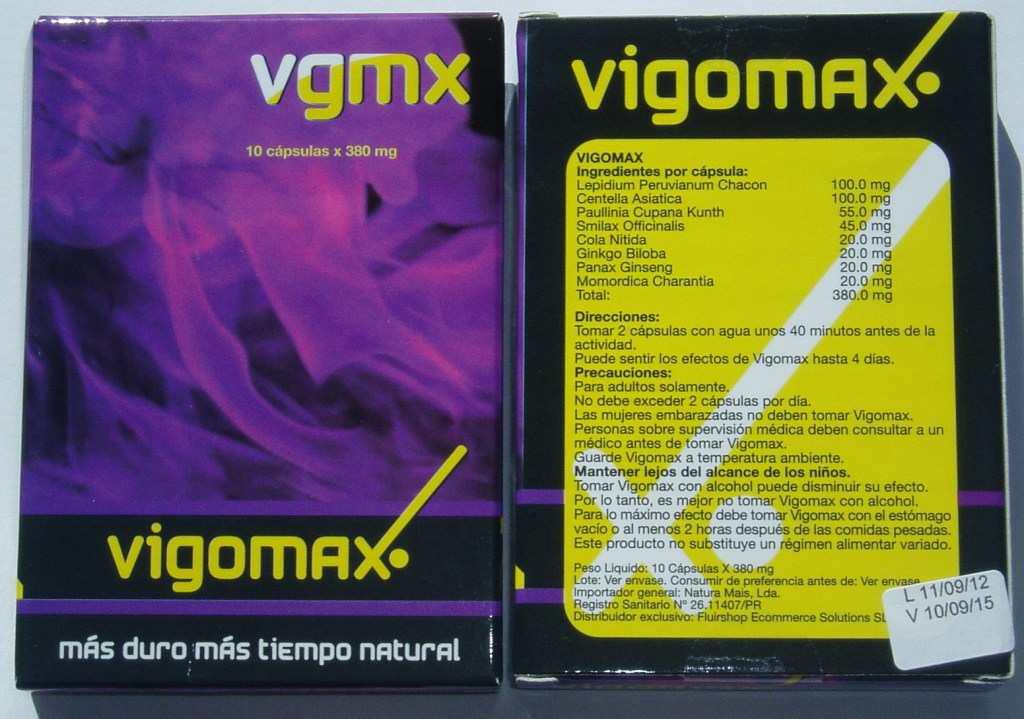 vgmx
10 cápsulas x 380 mg
vigomax
más duro más tiempo natural
vigomax
VIGOMAX
Ingredientes por cápsula:
Lepidium Peruvianum Chacon 100.0 mg
Centella Asiatica 100.0 mg
Paullinia Cupana Kunth 55.0 mg
Smilax Officinalis 45.0 mg
Cola Nitida 20.0 mg
Ginkgo Biloba 20.0 mg
Panax Ginseng 20.0 mg
Momordica Charantia 20.0 mg
Total: 380.0 mg
Direcciones:
Tomar 2 cápsulas con agua unos 40 minutos antes de la
actividad.
Puede sentir los efectos de Vigomax hasta 4 días.
Precauciones:
Para adultos solamente.
No debe exceder 2 cápsulas por día.
Las mujeres embarazadas no deben tomar Vigomax.
Personas sobre supervisión médica deben consultar a un
médico antes de tomar Vigomax.
Guarde Vigomax a temperatura ambiente.
Mantener lejos del alcance de los niños.
Tomar Vigomax con alcohol puede disminuir su efecto.
Por lo tanto, es mejor no tomar Vigomax con alcohol.
Para lo máximo efecto debe tomar Vigomax con el estómago
vacío o al menos 2 horas después de las comidas pesadas.
Este producto no substituye un régimen alimentar variado.
Peso Liquido: 10 Cápsulas X 380 mg
Lote: Ver envase. Consumir de preferencia antes de: Ver envase
Importador general: Natura Mais, Lda.
Registro Sanitario Nº 26.11407/PR
Distribuidor exclusivo: Fluirshop Ecommerce Solutions SL
L 11/09/12
V 10/09/15